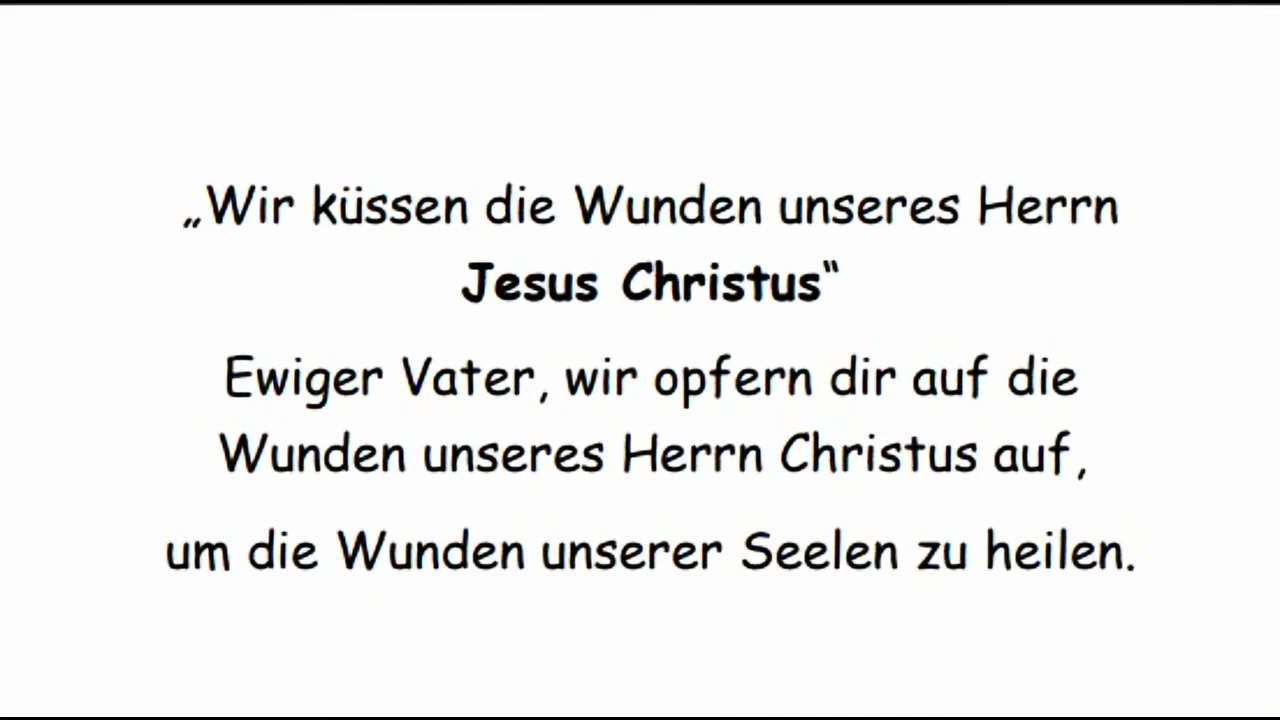 „Wir küssen die Wunden unseres Herrn
Jesus Christus“
Ewiger Vater, wir opfern dir auf die
Wunden unseres Herrn Christus auf,
um die Wunden unserer Seelen zu heilen.